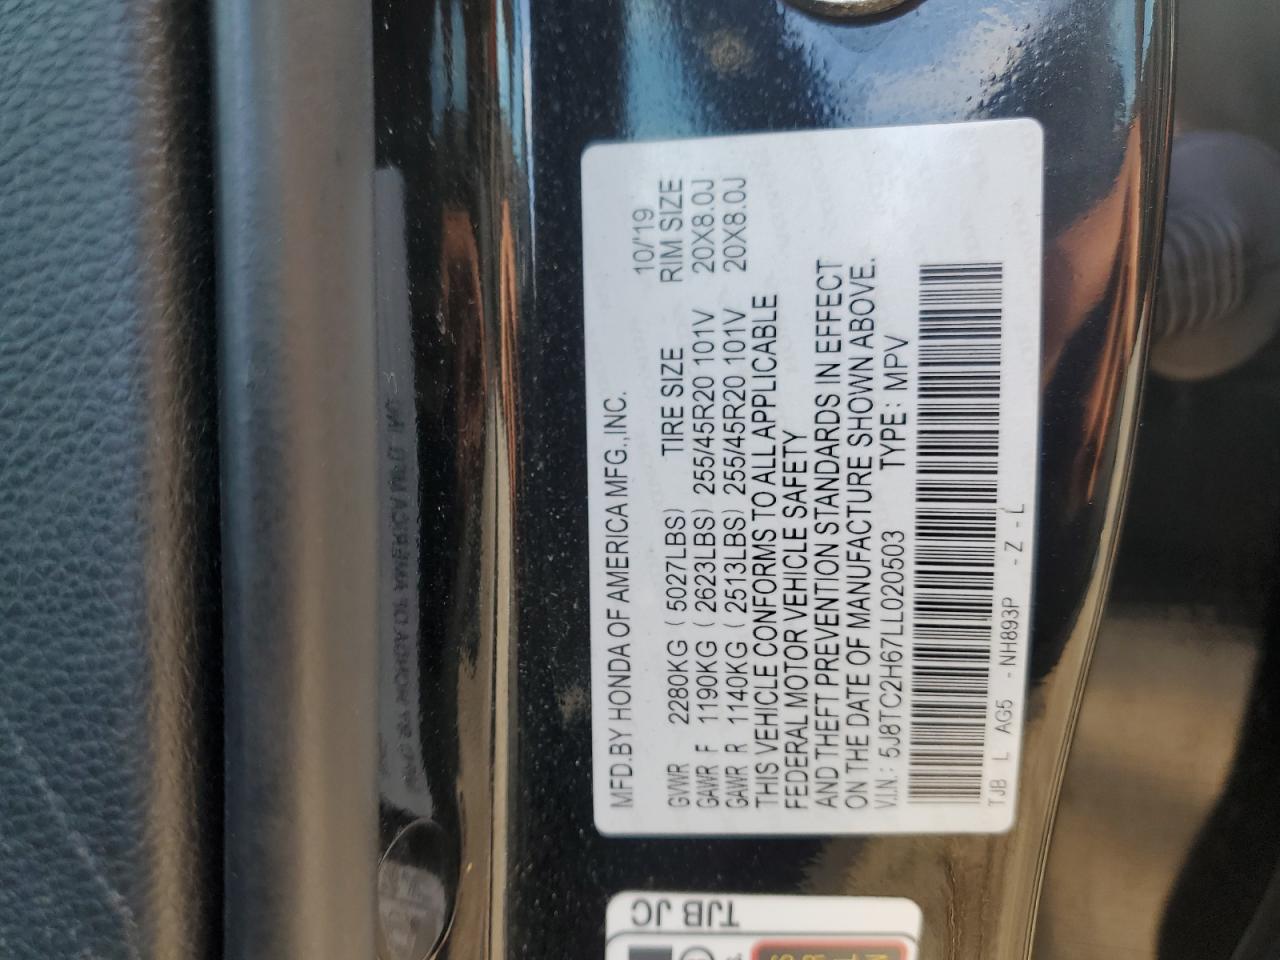 MFD.BY HONDA OF AMERICA MFG.,INC.
10/'19
GVWR 2280KG ( 5027LBS) TIRE SIZE RIM SIZE
GAWR F 1190KG ( 2623LBS) 255/45R20 101V 20X8.0J
GAWR R 1140KG ( 2513LBS) 255/45R20 101V 20X8.0J
THIS VEHICLE CONFORMS TO ALL APPLICABLE
FEDERAL MOTOR VEHICLE SAFETY
AND THEFT PREVENTION STANDARDS IN EFFECT
ON THE DATE OF MANUFACTURE SHOWN ABOVE.
V.I.N.: 5J8TC2H67LL020503 TYPE : MPV
TJB L AG5 - NH893P - Z - L
TJB JC